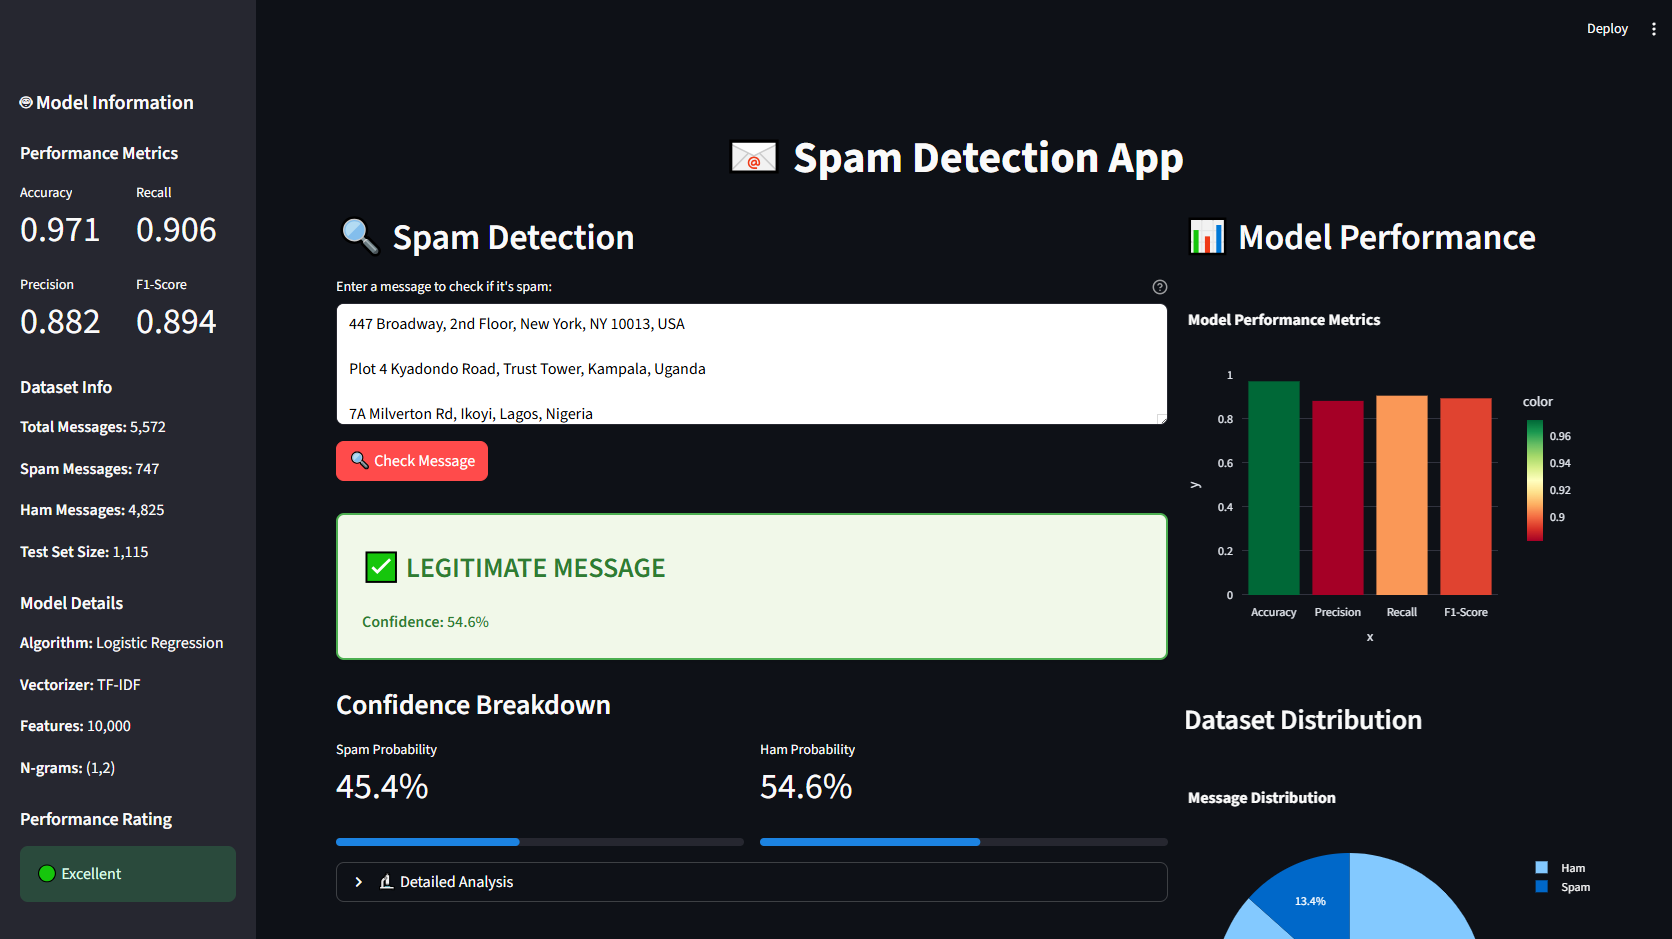 Deploy
Model Information
Performance Metrics
Accuracy
Recall
0.971
0.906
Precision
F1-Score
0.882
0.894
Dataset Info
Total Messages: 5,572
Spam Messages: 747
Ham Messages: 4,825
Test Set Size: 1,115
Model Details
Algorithm: Logistic Regression
Vectorizer: TF-IDF
Features: 10,000
N-grams: (1,2)
Performance Rating
Excellent
Spam Detection App
Spam Detection
Enter a message to check if it's spam:
447 Broadway, 2nd Floor, New York, NY 10013, USA
Plot 4 Kyadondo Road, Trust Tower, Kampala, Uganda
7A Milverton Rd, Ikoyi, Lagos, Nigeria
Check Message
LEGITIMATE MESSAGE
Confidence: 54.6%
Confidence Breakdown
Spam Probability
Ham Probability
45.4%
54.6%
Detailed Analysis
Model Performance
Model Performance Metrics
1
0.8
0.6
0.4
0.2
0
y
Accuracy
Precision
Recall
F1-Score
x
color
0.96
0.94
0.92
0.9
Dataset Distribution
Message Distribution
13.4%
Ham
Spam